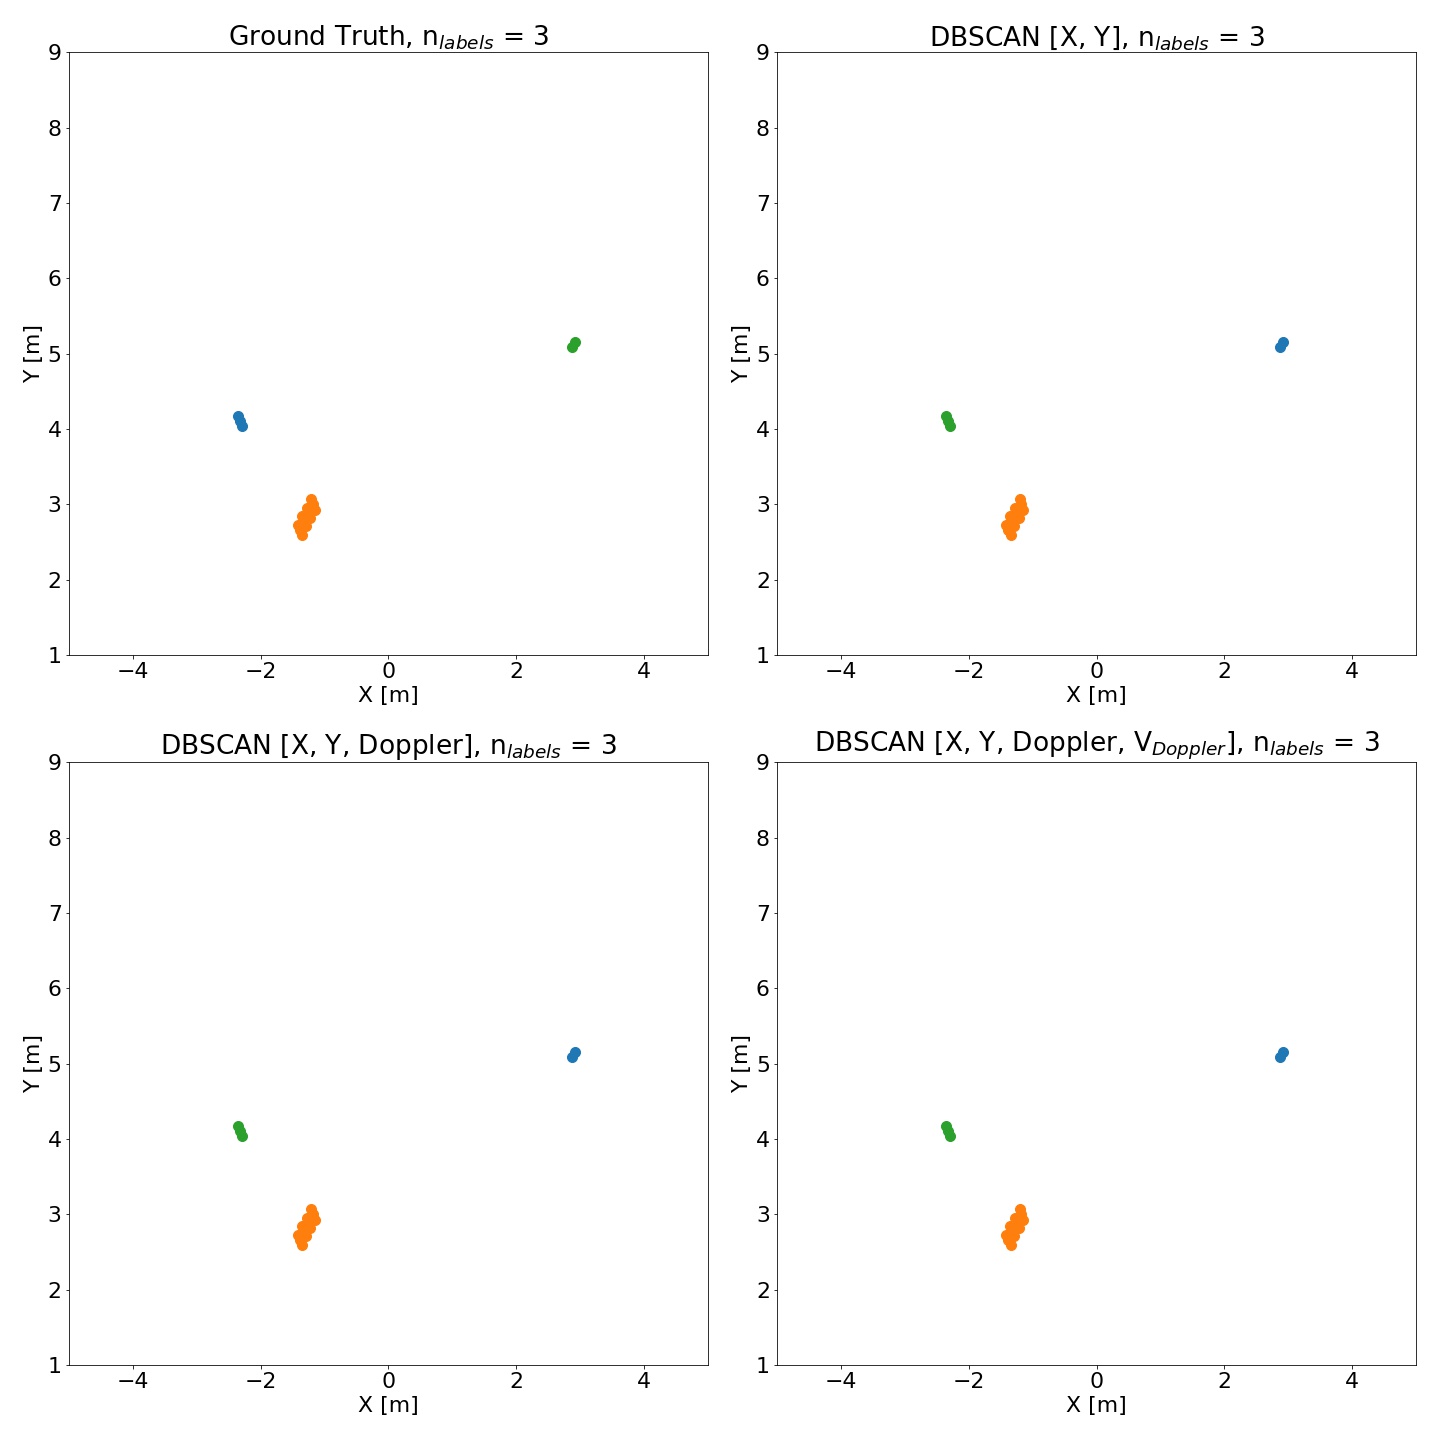 Ground Truth, n_labels = 3
9
8
7
6
5
4
3
2
1
Y [m]
−4 −2 0 2 4
X [m]
DBSCAN [X, Y], n_labels = 3
9
8
7
6
5
4
3
2
1
Y [m]
−4 −2 0 2 4
X [m]
DBSCAN [X, Y, Doppler], n_labels = 3
9
8
7
6
5
4
3
2
1
Y [m]
−4 −2 0 2 4
X [m]
DBSCAN [X, Y, Doppler, V_Doppler], n_labels = 3
9
8
7
6
5
4
3
2
1
Y [m]
−4 −2 0 2 4
X [m]